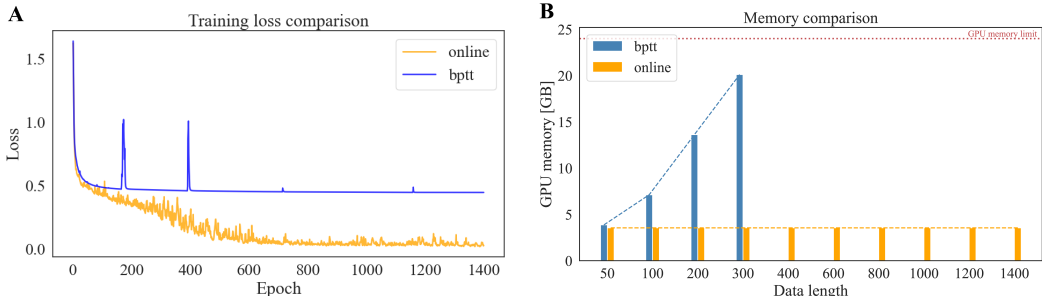 A
Training loss comparison
online
bptt
1.5
1.0
0.5
0.0
Loss
0
200
400
600
800
1000
1200
1400
Epoch
B
Memory comparison
GPU memory limit
bptt
online
25
20
15
10
5
0
GPU memory [GB]
50
100
200
300
400
600
800
1000
1200
1400
Data length